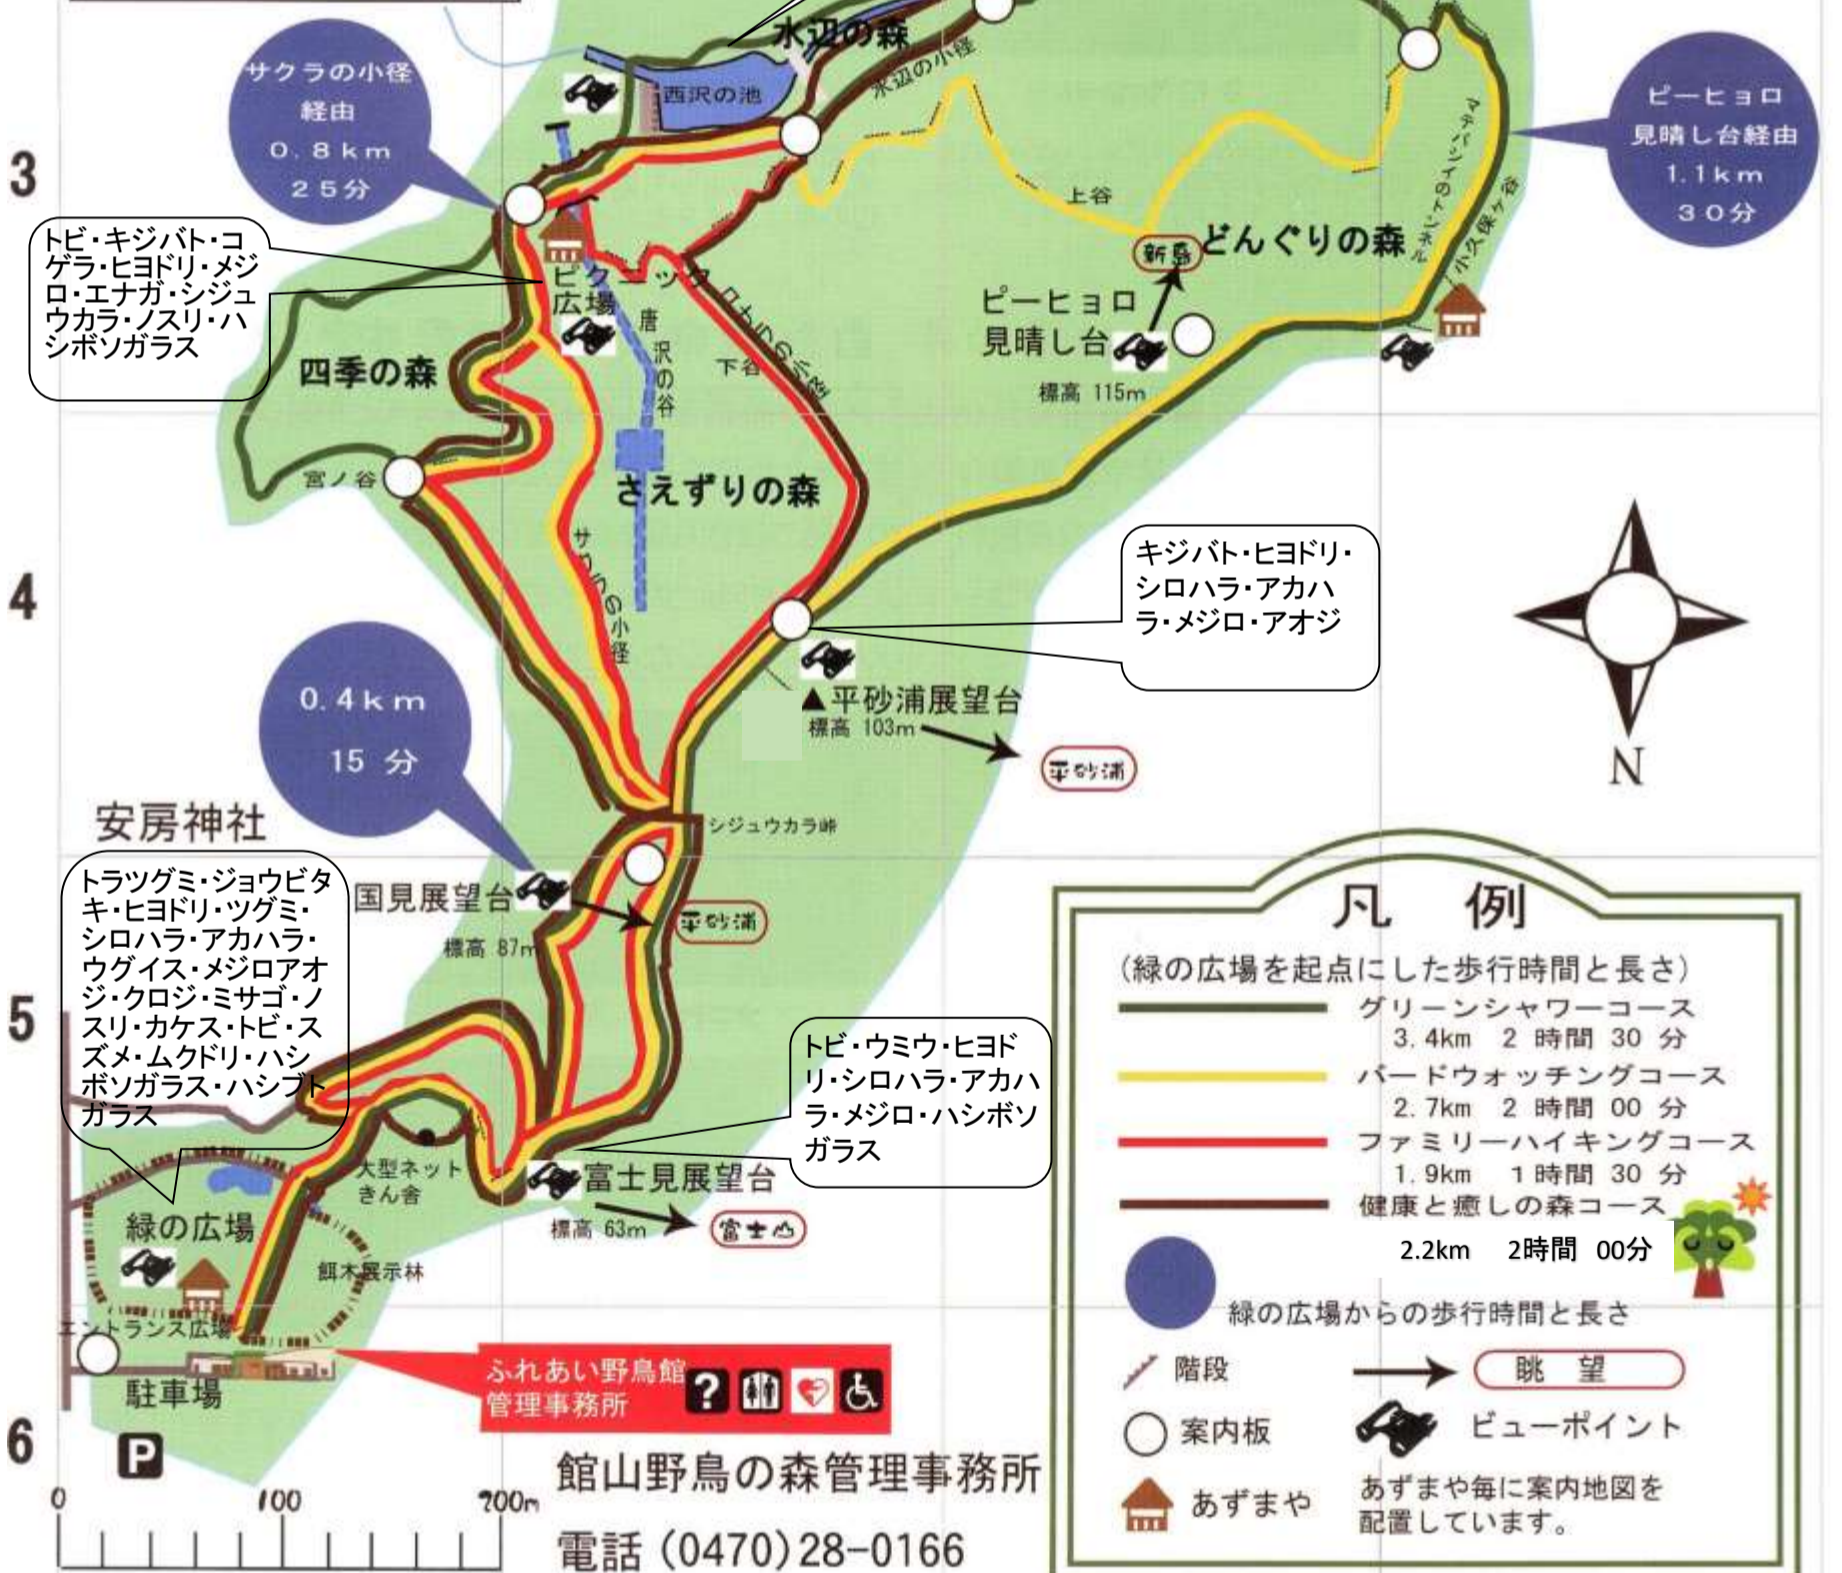 水辺の森
サクラの小径
経由
0.8km
25分
西沢の池
水辺の小径
ピーヒョロ
見晴し台経由
1.1km
30分
3
マテバシイのトンネル
小久保ヶ谷
上谷
新島
どんぐりの森
トビ・キジバト・コ
ゲラ・ヒヨドリ・メジ
ロ・エナガ・シジュ
ウカラ・ノスリ・ハ
シボソガラス
ピクニック
広場
唐沢の谷
下谷
ピーヒョロ
見晴し台
標高 115m
四季の森
宮ノ谷
さえずりの森
サクラの小径
4
キジバト・ヒヨドリ・
シロハラ・アカハ
ラ・メジロ・アオジ
0.4km
15 分
▲平砂浦展望台
標高 103m
平砂浦
N
安房神社
シジュウカラ峠
トラツグミ・ジョウビタ
キ・ヒヨドリ・ツグミ・
シロハラ・アカハラ・
ウグイス・メジロアオ
ジ・クロジ・ミサゴ・ノ
スリ・カケス・トビ・ス
ズメ・ムクドリ・ハシ
ボソガラス・ハシブト
ガラス
国見展望台
標高 87m
平砂浦
5
トビ・ウミウ・ヒヨド
リ・シロハラ・アカハ
ラ・メジロ・ハシボソ
ガラス
大型ネット
きん舎
富士見展望台
標高 63m
富士山
緑の広場
餌木展示林
エントランス広場
駐車場
P
ふれあい野鳥館
管理事務所
?
6
0 100 200m
館山野鳥の森管理事務所
電話 (0470)28-0166
凡 例
(緑の広場を起点にした歩行時間と長さ)
グリーンシャワーコース
3.4km 2 時間 30 分
バードウォッチングコース
2.7km 2 時間 00 分
ファミリーハイキングコース
1.9km 1 時間 30 分
健康と癒しの森コース
2.2km 2時間 00分
緑の広場からの歩行時間と長さ
階段
眺 望
案内板
ビューポイント
あずまや
あずまや毎に案内地図を
配置しています。